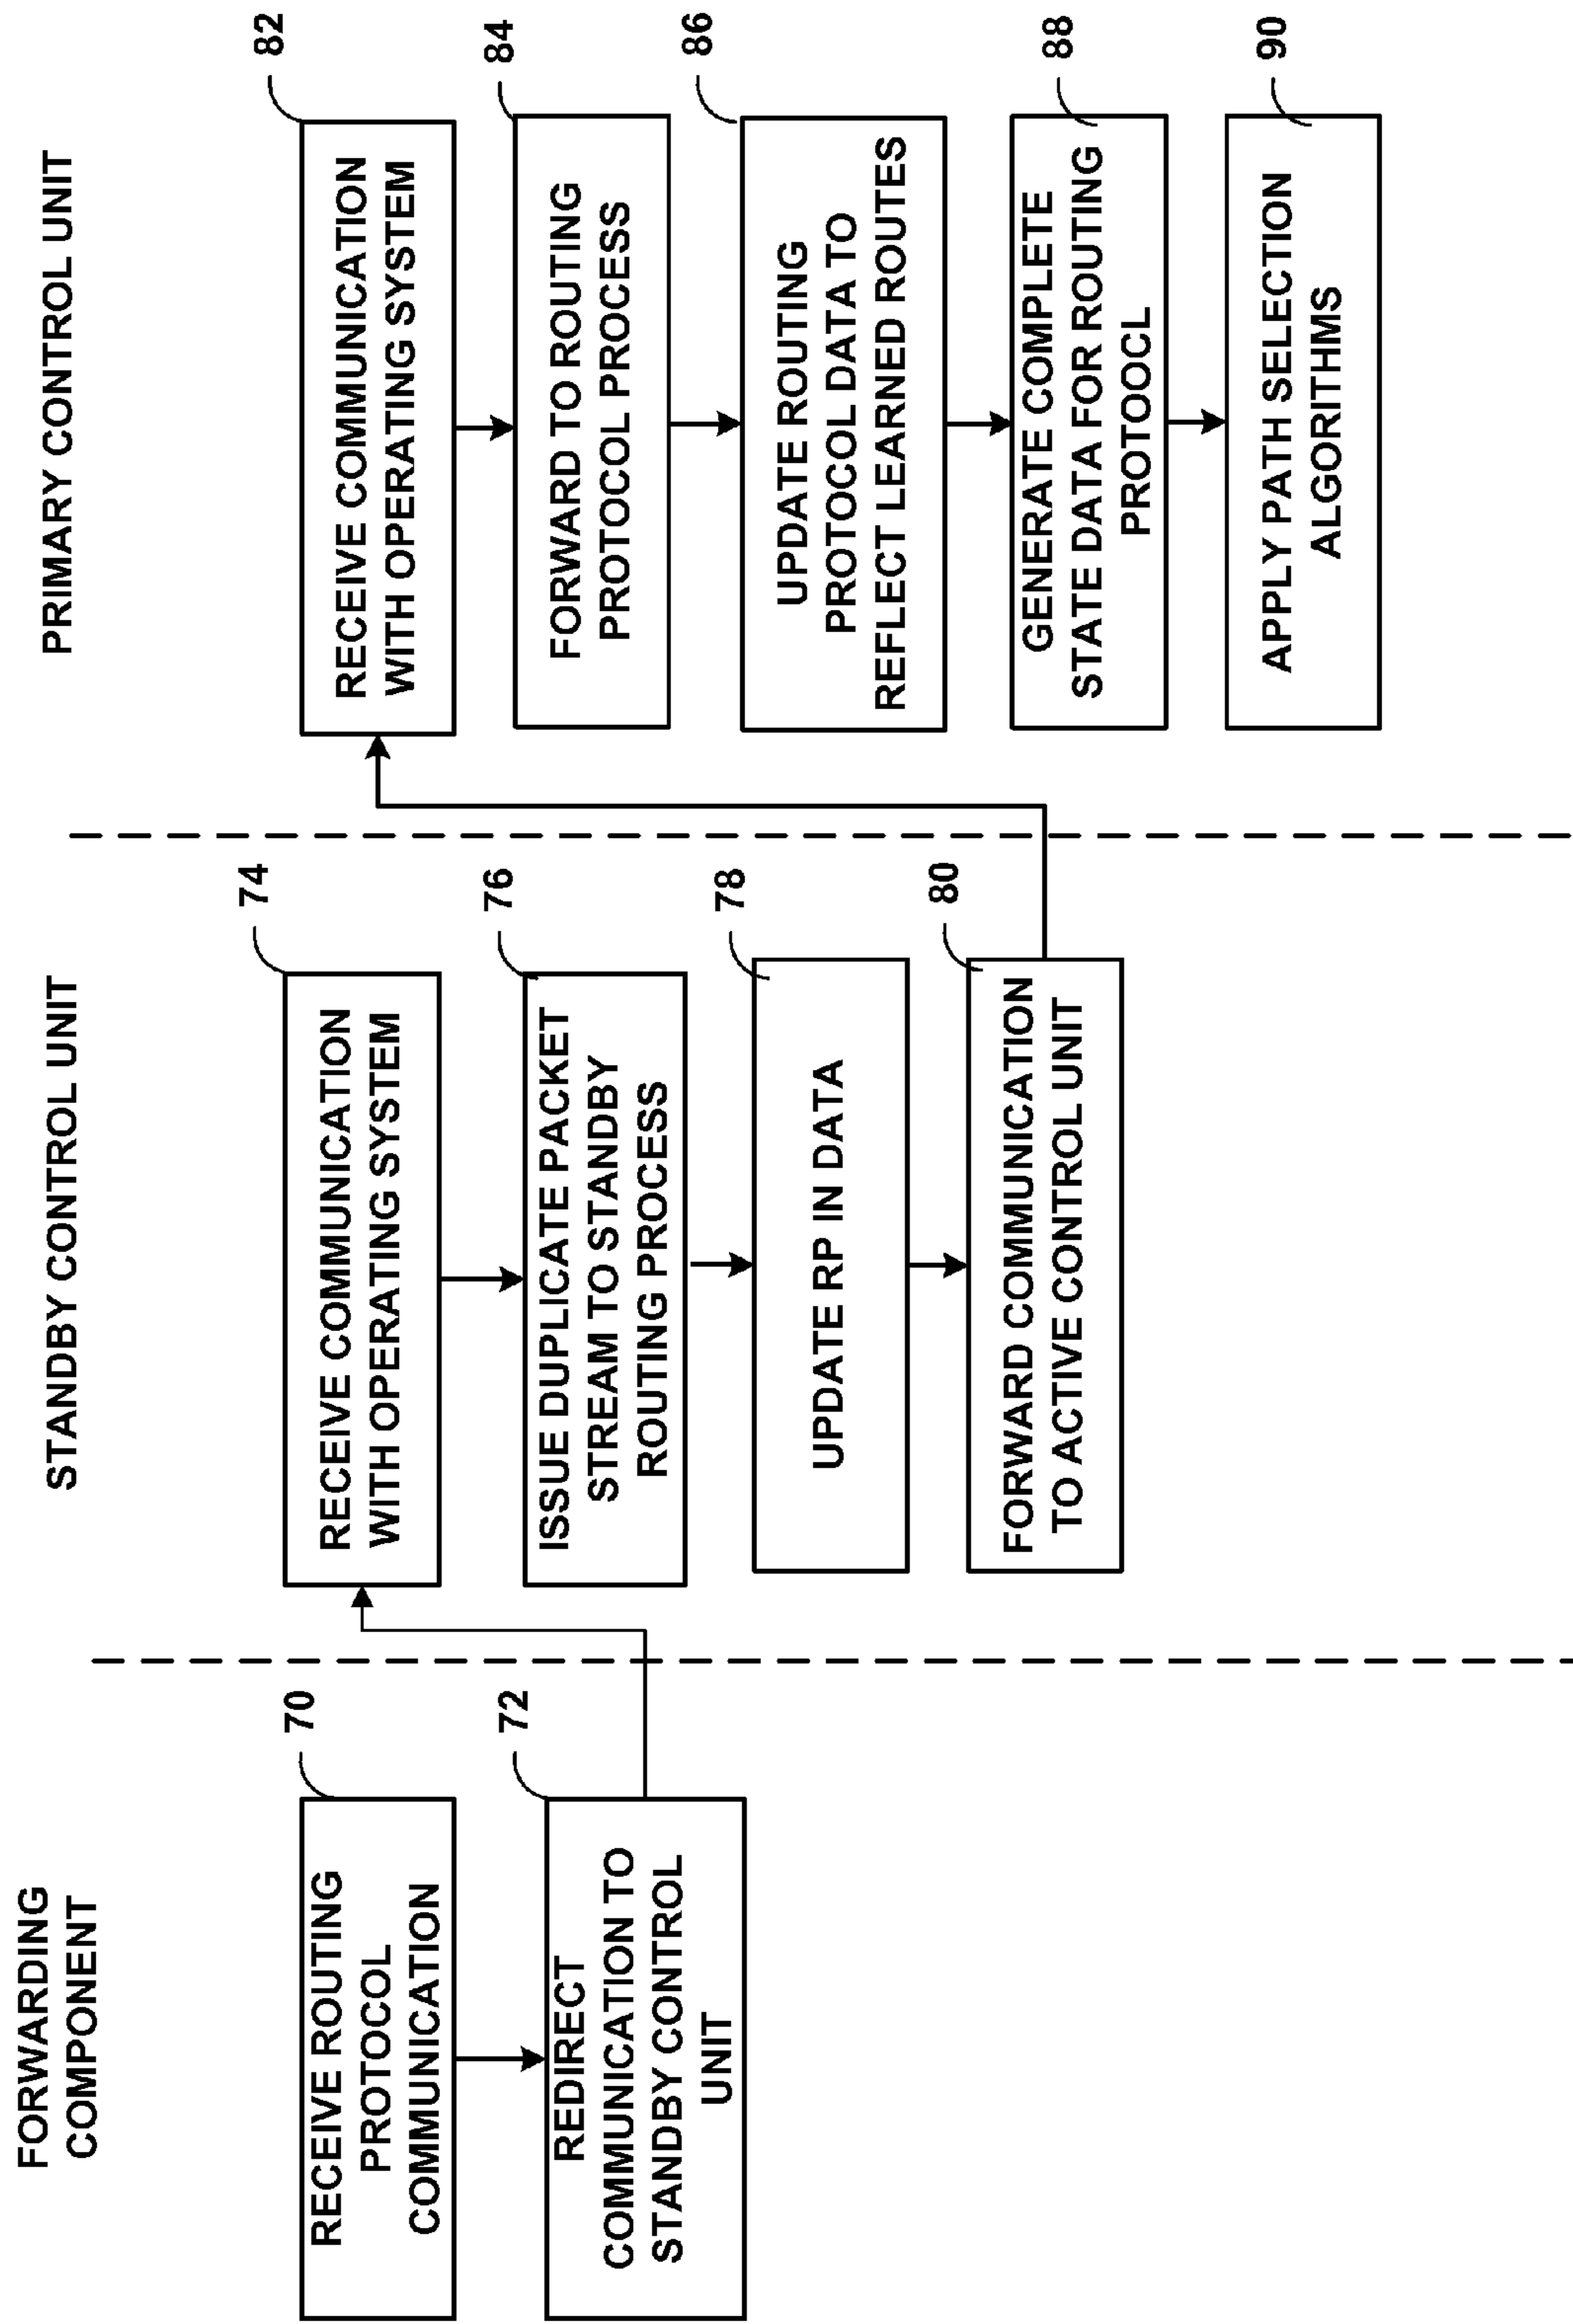 FORWARDING
COMPONENT
RECEIVE ROUTING
PROTOCOL
COMMUNICATION
70
REDIRECT
COMMUNICATION TO
STANDBY CONTROL
UNIT
72
STANDBY CONTROL UNIT
RECEIVE COMMUNICATION
WITH OPERATING SYSTEM
74
ISSUE DUPLICATE PACKET
STREAM TO STANDBY
ROUTING PROCESS
76
UPDATE RP IN DATA
78
FORWARD COMMUNICATION
TO ACTIVE CONTROL UNIT
80
PRIMARY CONTROL UNIT
RECEIVE COMMUNICATION
WITH OPERATING SYSTEM
82
FORWARD TO ROUTING
PROTOCOL PROCESS
84
UPDATE ROUTING
PROTOCOL DATA TO
REFLECT LEARNED ROUTES
86
GENERATE COMPLETE
STATE DATA FOR ROUTING
PROTOOCL
88
APPLY PATH SELECTION
ALGORITHMS
90